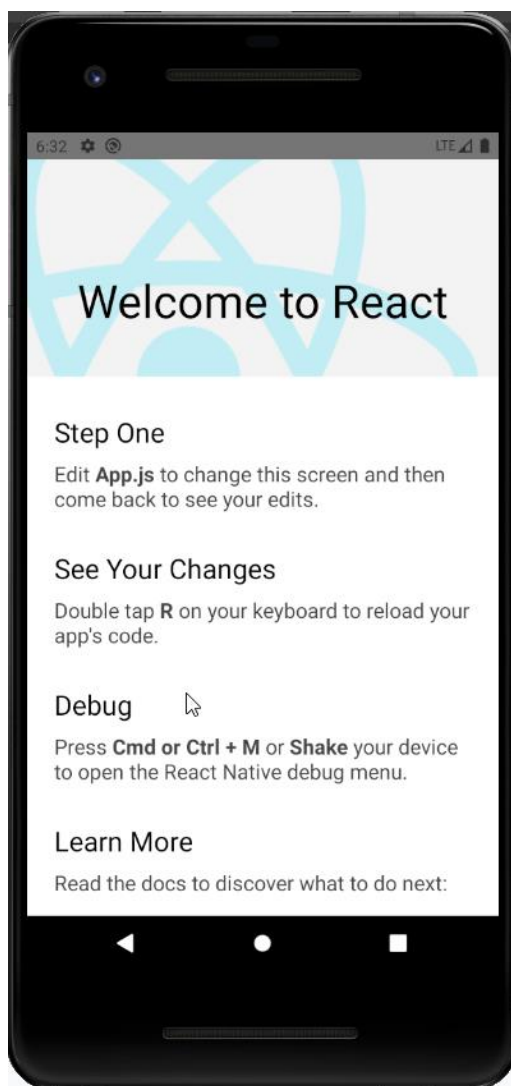 6:32 LTE
Welcome to React
Step One
Edit App.js to change this screen and then
come back to see your edits.
See Your Changes
Double tap R on your keyboard to reload your
app's code.
Debug
Press Cmd or Ctrl + M or Shake your device
to open the React Native debug menu.
Learn More
Read the docs to discover what to do next: